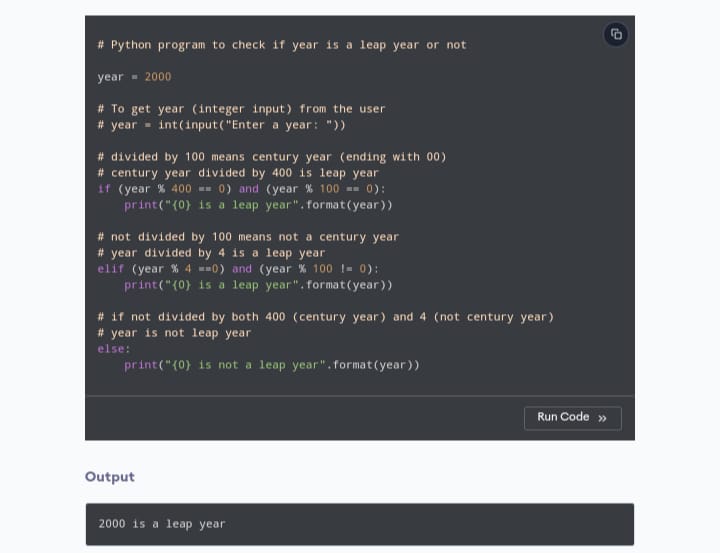 # Python program to check if year is a leap year or not
year = 2000
# To get year (integer input) from the user
# year = int(input("Enter a year: "))
# divided by 100 means century year (ending with 00)
# century year divided by 400 is leap year
if (year % 400 == 0) and (year % 100 == 0):
    print("{0} is a leap year".format(year))
# not divided by 100 means not a century year
# year divided by 4 is a leap year
elif (year % 4 ==0) and (year % 100 != 0):
    print("{0} is a leap year".format(year))
# if not divided by both 400 (century year) and 4 (not century year)
# year is not leap year
else:
    print("{0} is not a leap year".format(year))
Run Code »
Output
2000 is a leap year